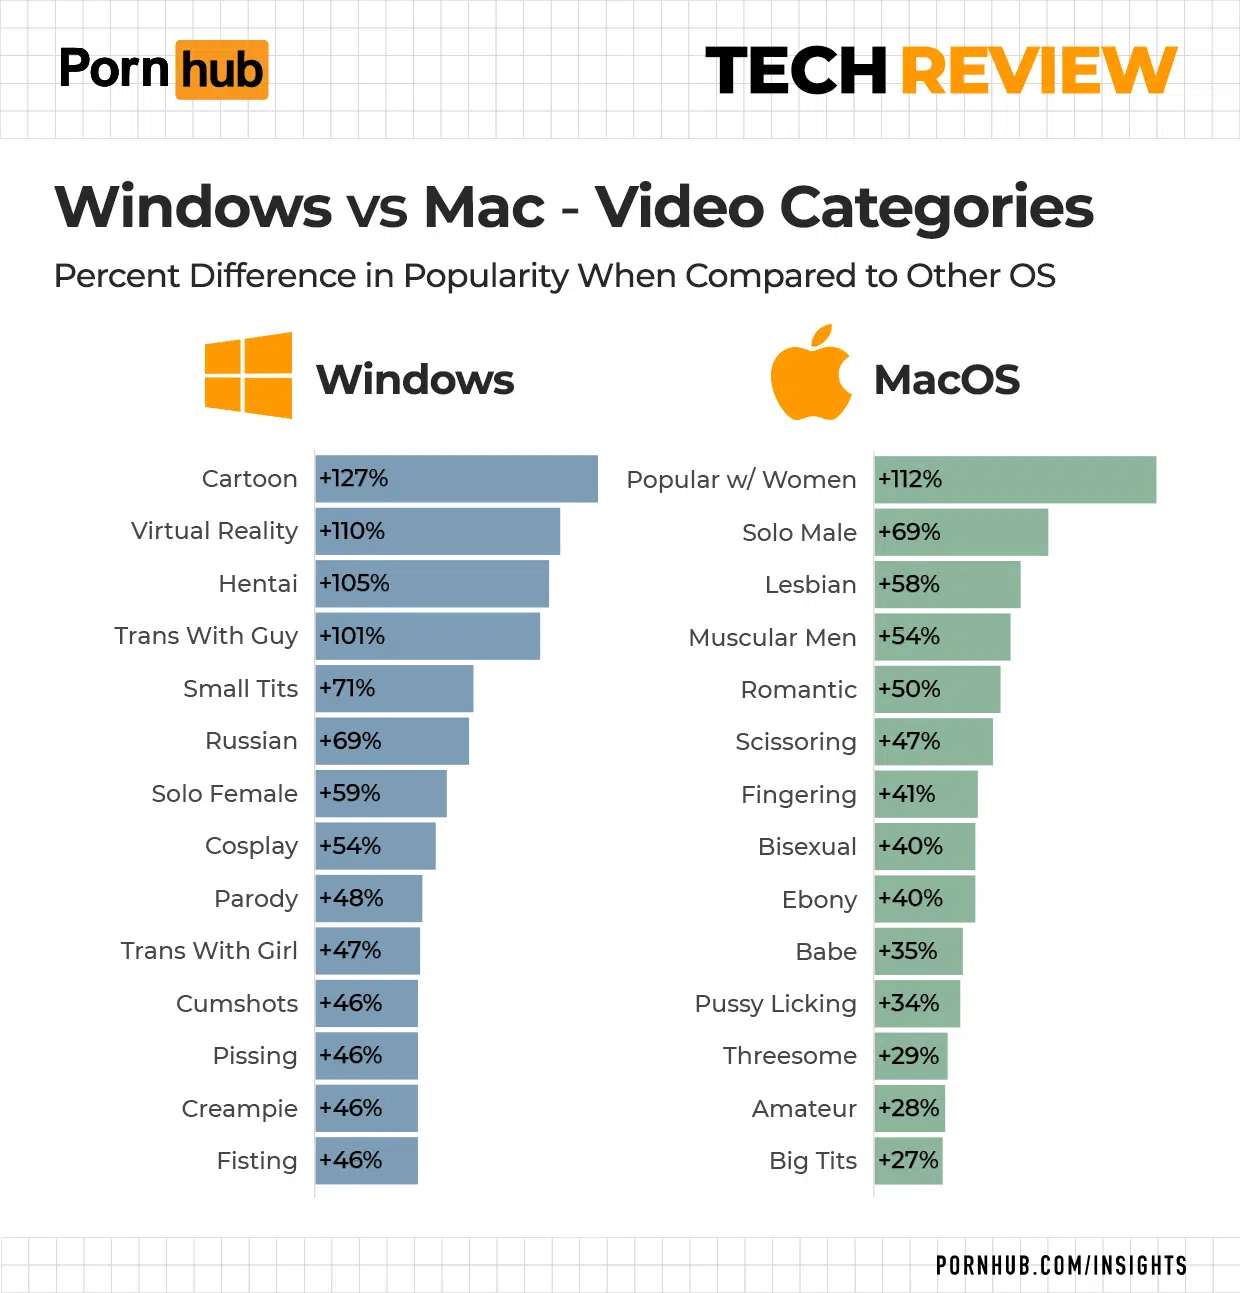 Pornhub
TECH REVIEW
Windows vs Mac - Video Categories
Percent Difference in Popularity When Compared to Other OS
Windows
Cartoon +127%
Virtual Reality +110%
Hentai +105%
Trans With Guy +101%
Small Tits +71%
Russian +69%
Solo Female +59%
Cosplay +54%
Parody +48%
Trans With Girl +47%
Cumshots +46%
Pissing +46%
Creampie +46%
Fisting +46%
MacOS
Popular w/ Women +112%
Solo Male +69%
Lesbian +58%
Muscular Men +54%
Romantic +50%
Scissoring +47%
Fingering +41%
Bisexual +40%
Ebony +40%
Babe +35%
Pussy Licking +34%
Threesome +29%
Amateur +28%
Big Tits +27%
PORNHUB.COM/INSIGHTS